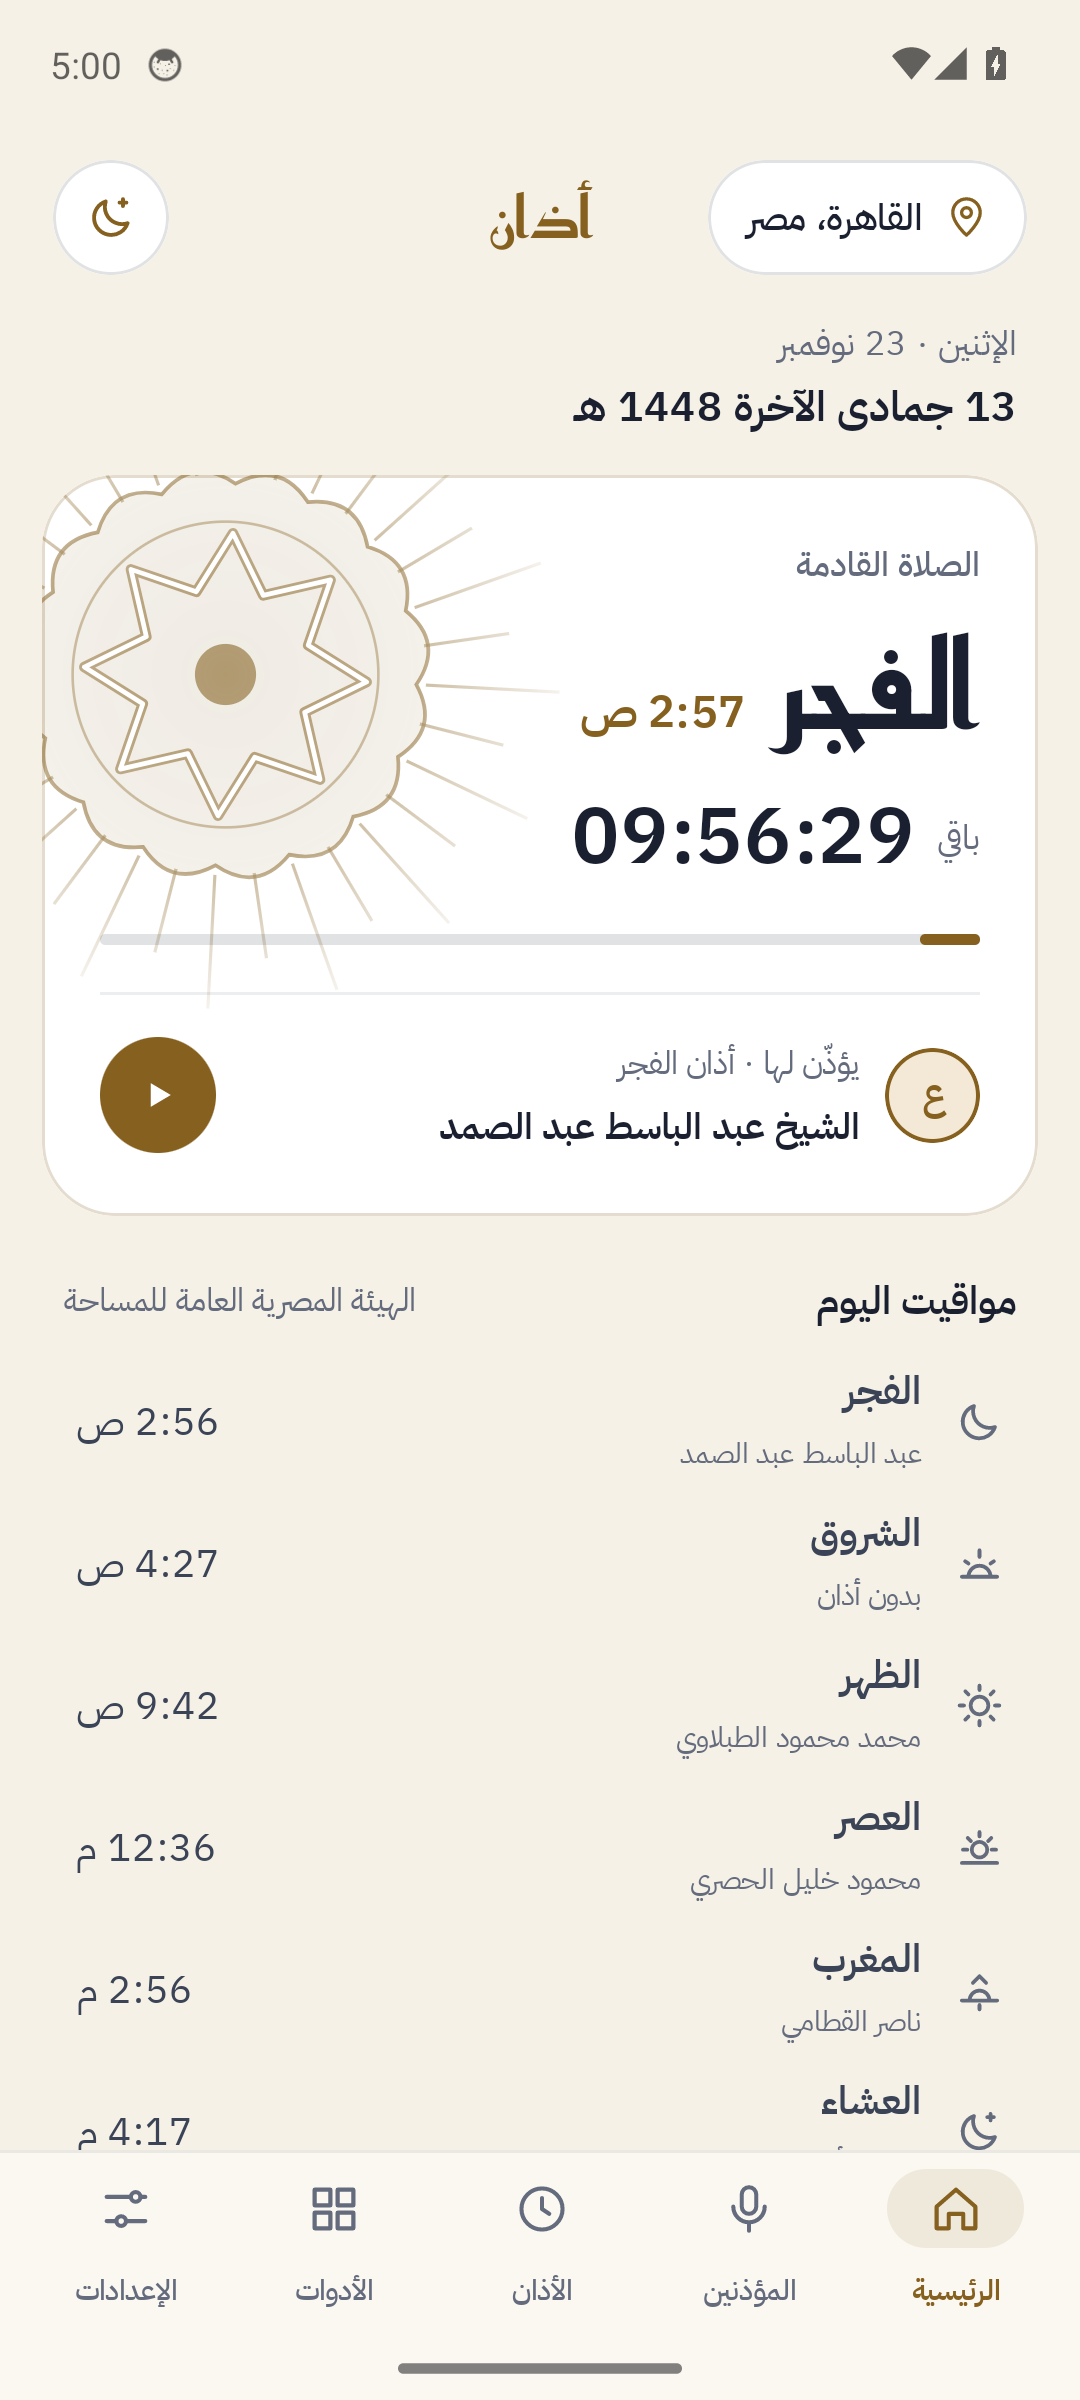 5:00
القاهرة، مصر
أذان
الإثنين · 23 نوفمبر
13 جمادى الآخرة 1448 هـ
الصلاة القادمة
الفجر 2:57 ص
باقي 09:56:29
يؤذّن لها · أذان الفجر
ع
الشيخ عبد الباسط عبد الصمد
مواقيت اليوم
الهيئة المصرية العامة للمساحة
الفجر
عبد الباسط عبد الصمد
2:56 ص
الشروق
بدون أذان
4:27 ص
الظهر
محمد محمود الطبلاوي
9:42 ص
العصر
محمود خليل الحصري
12:36 م
المغرب
ناصر القطامي
2:56 م
العشاء
4:17 م
الرئيسية
المؤذنين
الأذان
الأدوات
الإعدادات